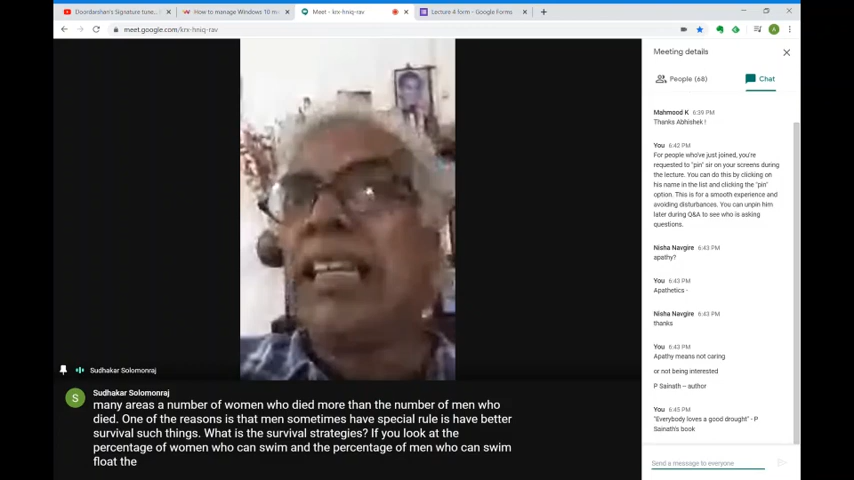 Doordarshan's Signature tune...
How to manage Windows 10 n
Meet - krx-hniq-rav
Lecture 4 form - Google Forms
meet.google.com/krx-hniq-rav
Meeting details
People (68)
Chat
Mahmood K 6:39 PM
Thanks Abhishek !
You 6:42 PM
For people who've just joined, you're
requested to "pin" sir on your screens during
the lecture. You can do this by clicking on
his name in the list and clicking the "pin"
option. This is for a smooth experience and
avoiding disturbances. You can unpin him
later during Q&A to see who is asking
questions.
Nisha Navgire 6:43 PM
apathy?
You 6:43 PM
Apathetics -
Nisha Navgire 6:43 PM
thanks
You 6:43 PM
Apathy means not caring
or not being interested
P Sainath – author
You 6:45 PM
"Everybody loves a good drought" - P
Sainath's book
Send a message to everyone
Sudhakar Solomonraj
S
Sudhakar Solomonraj
many areas a number of women who died more than the number of men who
died. One of the reasons is that men sometimes have special rule is have better
survival such things. What is the survival strategies? If you look at the
percentage of women who can swim and the percentage of men who can swim
float the